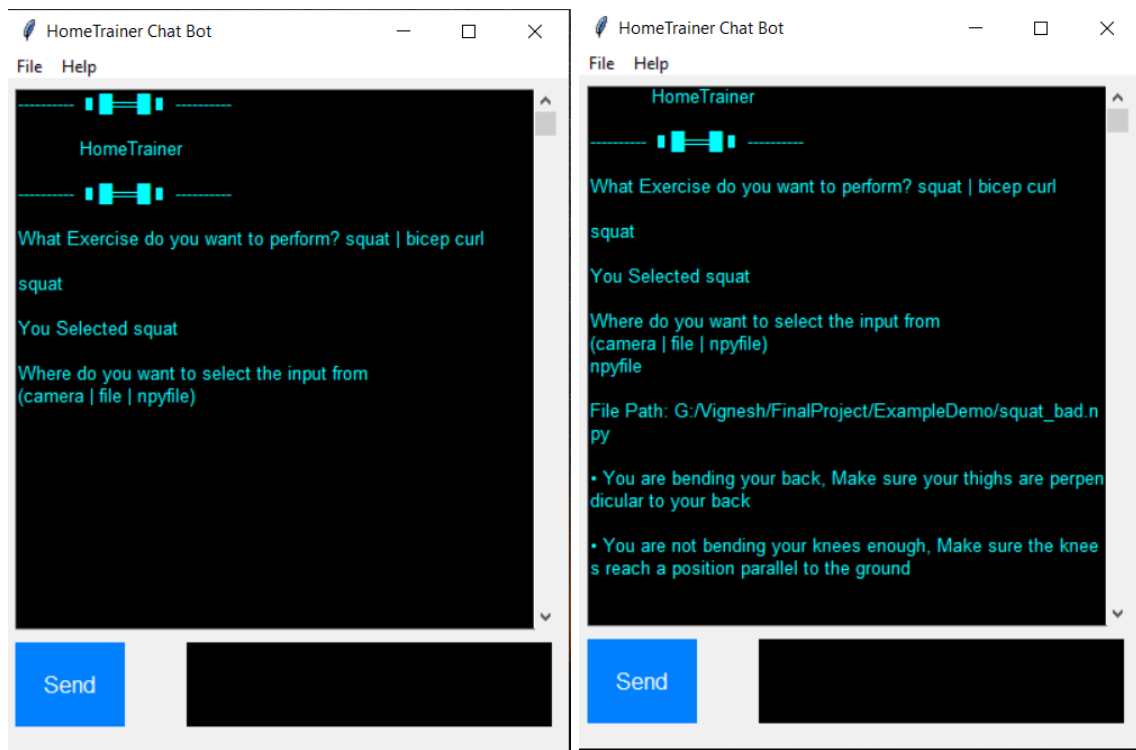 HomeTrainer Chat Bot
File Help
---------- ---------- 
HomeTrainer
---------- ----------
What Exercise do you want to perform? squat | bicep curl
squat
You Selected squat
Where do you want to select the input from
(camera | file | npyfile)
Send
HomeTrainer Chat Bot
File Help
HomeTrainer
---------- ----------
What Exercise do you want to perform? squat | bicep curl
squat
You Selected squat
Where do you want to select the input from
(camera | file | npyfile)
npyfile
File Path: G:/Vignesh/FinalProject/ExampleDemo/squat_bad.n
py
• You are bending your back, Make sure your thighs are perpen
dicular to your back
• You are not bending your knees enough, Make sure the knee
s reach a position parallel to the ground
Send